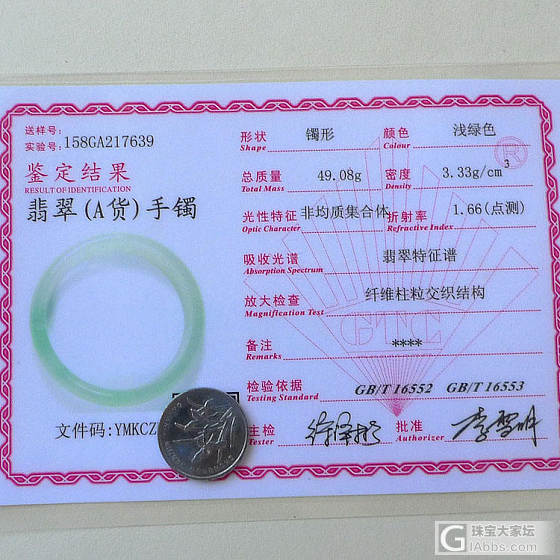 送样号:
实验号: 158GA217639
鉴定结果
RESULT OF IDENTIFICATION
翡翠(A货)手镯
文件码: YMKCZ
形状 镯形 颜色 浅绿色
Shape Colour
总质量 49.08g 密度 3.33g/cm³
Total Mass Density
光性特征 非均质集合体 折射率 1.66(点测)
Optic Character Refractive Index
吸收光谱 翡翠特征谱
Absorption Spectrum
放大检查 纤维柱粒交织结构
Magnification Test
备注 ****
Remarks
GTC
检验依据 GB/T 16552 GB/T 16553
Testing Standard
主检 批准
Tester Authorizer
R
珠宝大家坛
GIAbbs.com